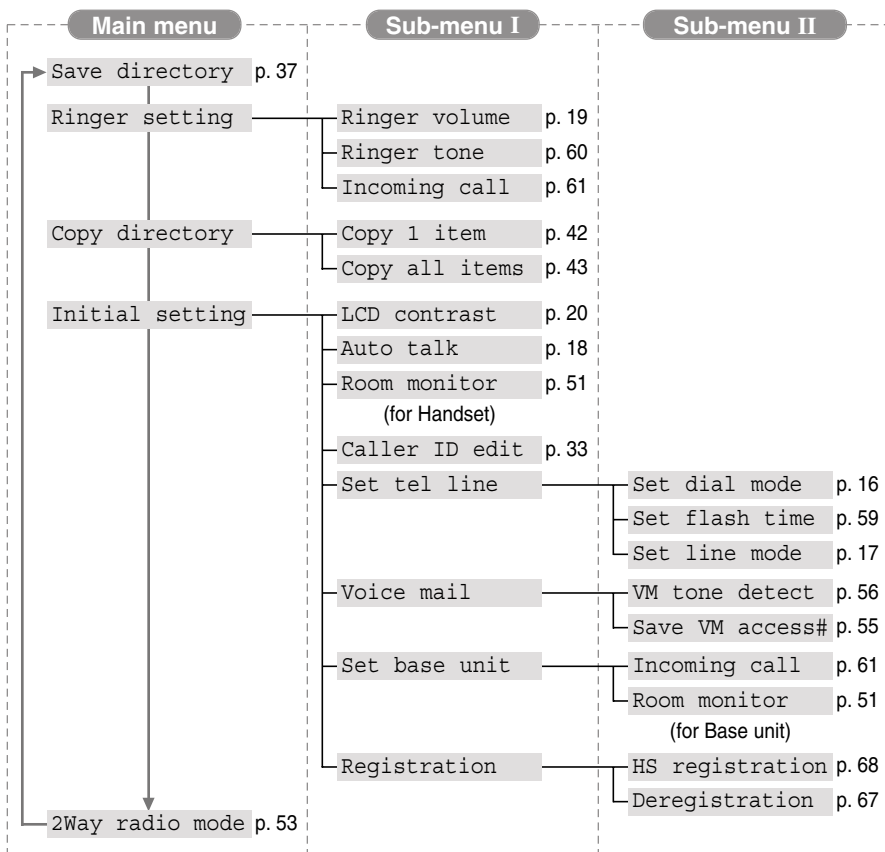 Main menu Sub-menu I Sub-menu II
Save directory p. 37
Ringer setting Ringer volume p. 19
Ringer tone p. 60
Incoming call p. 61
Copy directory Copy 1 item p. 42
Copy all items p. 43
Initial setting LCD contrast p. 20
Auto talk p. 18
Room monitor p. 51
(for Handset)
Caller ID edit p. 33
Set tel line Set dial mode p. 16
Set flash time p. 59
Set line mode p. 17
Voice mail VM tone detect p. 56
Save VM access# p. 55
Set base unit Incoming call p. 61
Room monitor p. 51
(for Base unit)
Registration HS registration p. 68
Deregistration p. 67
2Way radio mode p. 53